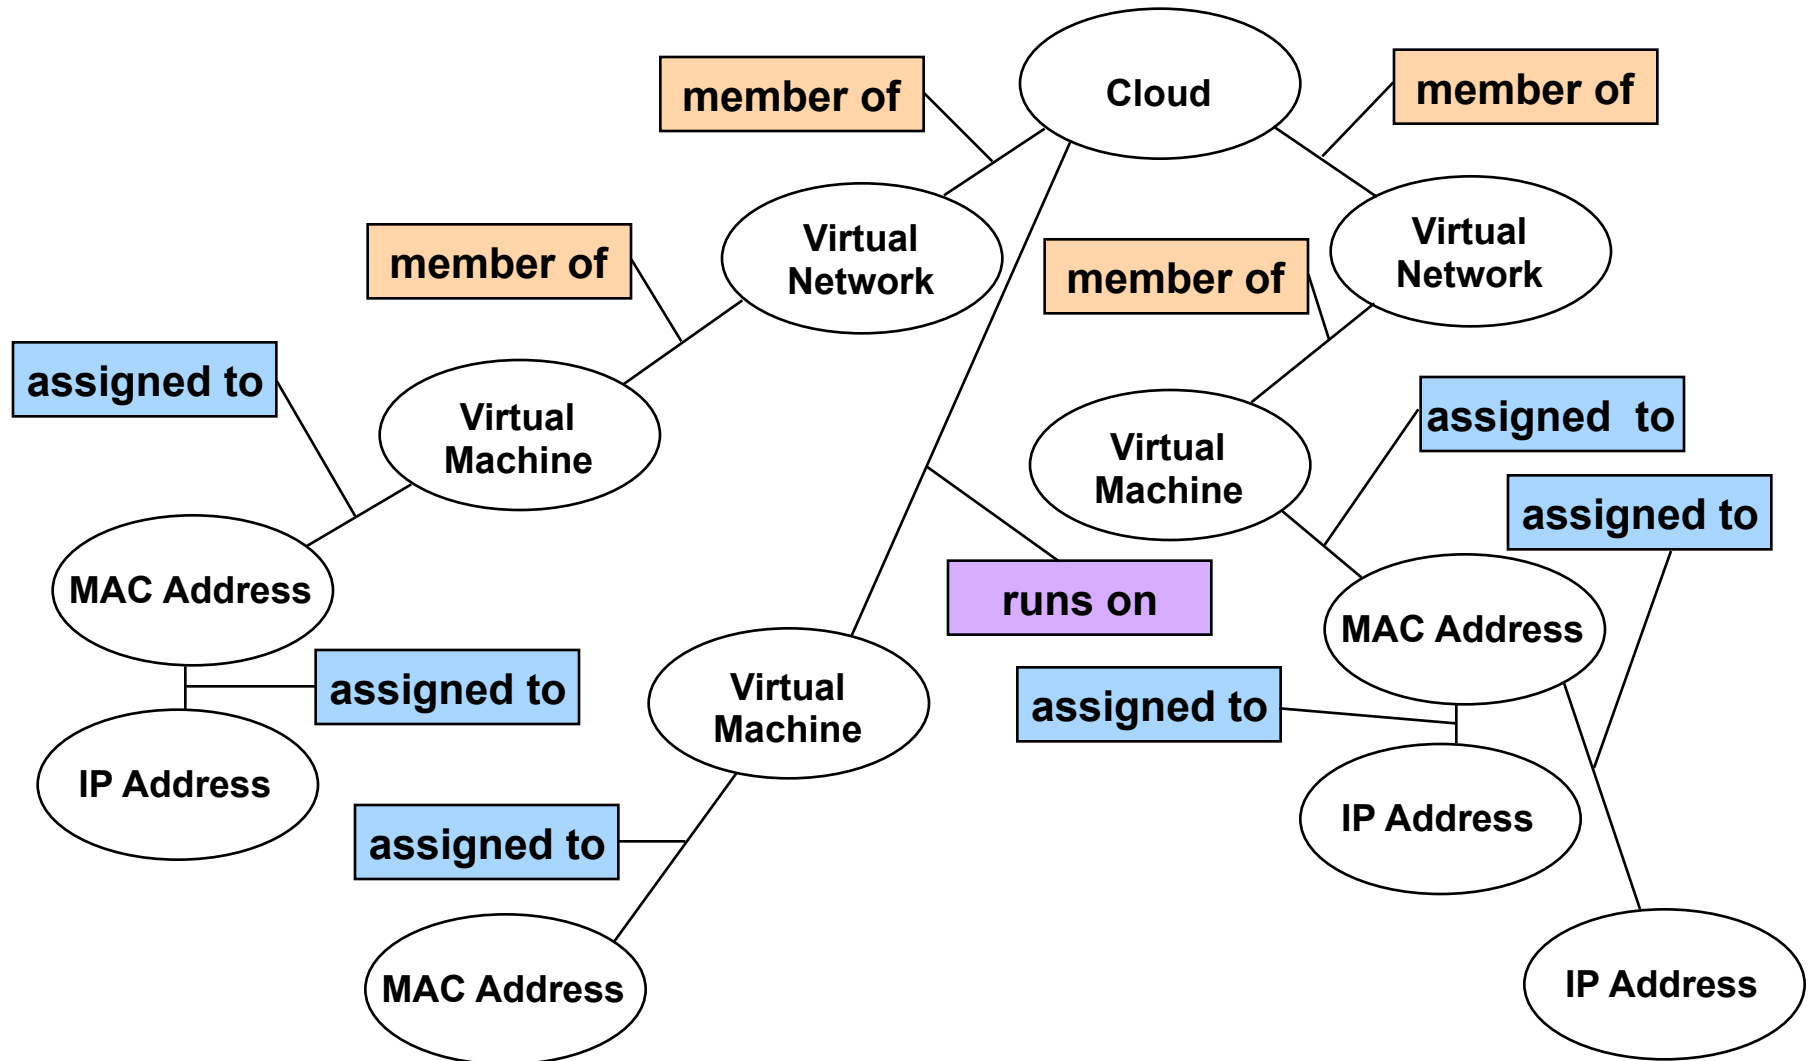 Cloud
member of
member of
Virtual
Network
Virtual
Network
member of
member of
assigned to
Virtual
Machine
assigned  to
Virtual
Machine
assigned to
MAC Address
runs on
MAC Address
assigned to
Virtual
Machine
assigned to
IP Address
IP Address
assigned to
MAC Address
IP Address